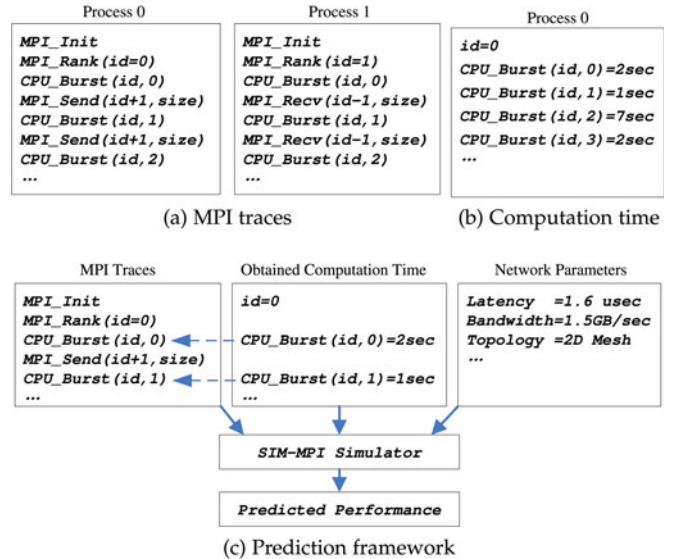 Process 0
MPI_Init
MPI_Rank(id=0)
CPU_Burst(id,0)
MPI_Send(id+1,size)
CPU_Burst(id,1)
MPI_Send(id+1,size)
CPU_Burst(id,2)
...
Process 1
MPI_Init
MPI_Rank(id=1)
CPU_Burst(id,0)
MPI_Recv(id-1,size)
CPU_Burst(id,1)
MPI_Recv(id-1,size)
CPU_Burst(id,2)
...
(a) MPI traces
Process 0
id=0
CPU_Burst(id,0)=2sec
CPU_Burst(id,1)=1sec
CPU_Burst(id,2)=7sec
CPU_Burst(id,3)=2sec
...
(b) Computation time
MPI Traces
MPI_Init
MPI_Rank(id=0)
CPU_Burst(id,0)
MPI_Send(id+1,size)
CPU_Burst(id,1)
...
Obtained Computation Time
id=0
CPU_Burst(id,0)=2sec
CPU_Burst(id,1)=1sec
...
Network Parameters
Latency =1.6 usec
Bandwidth=1.5GB/sec
Topology =2D Mesh
...
SIM-MPI Simulator
Predicted Performance
(c) Prediction framework